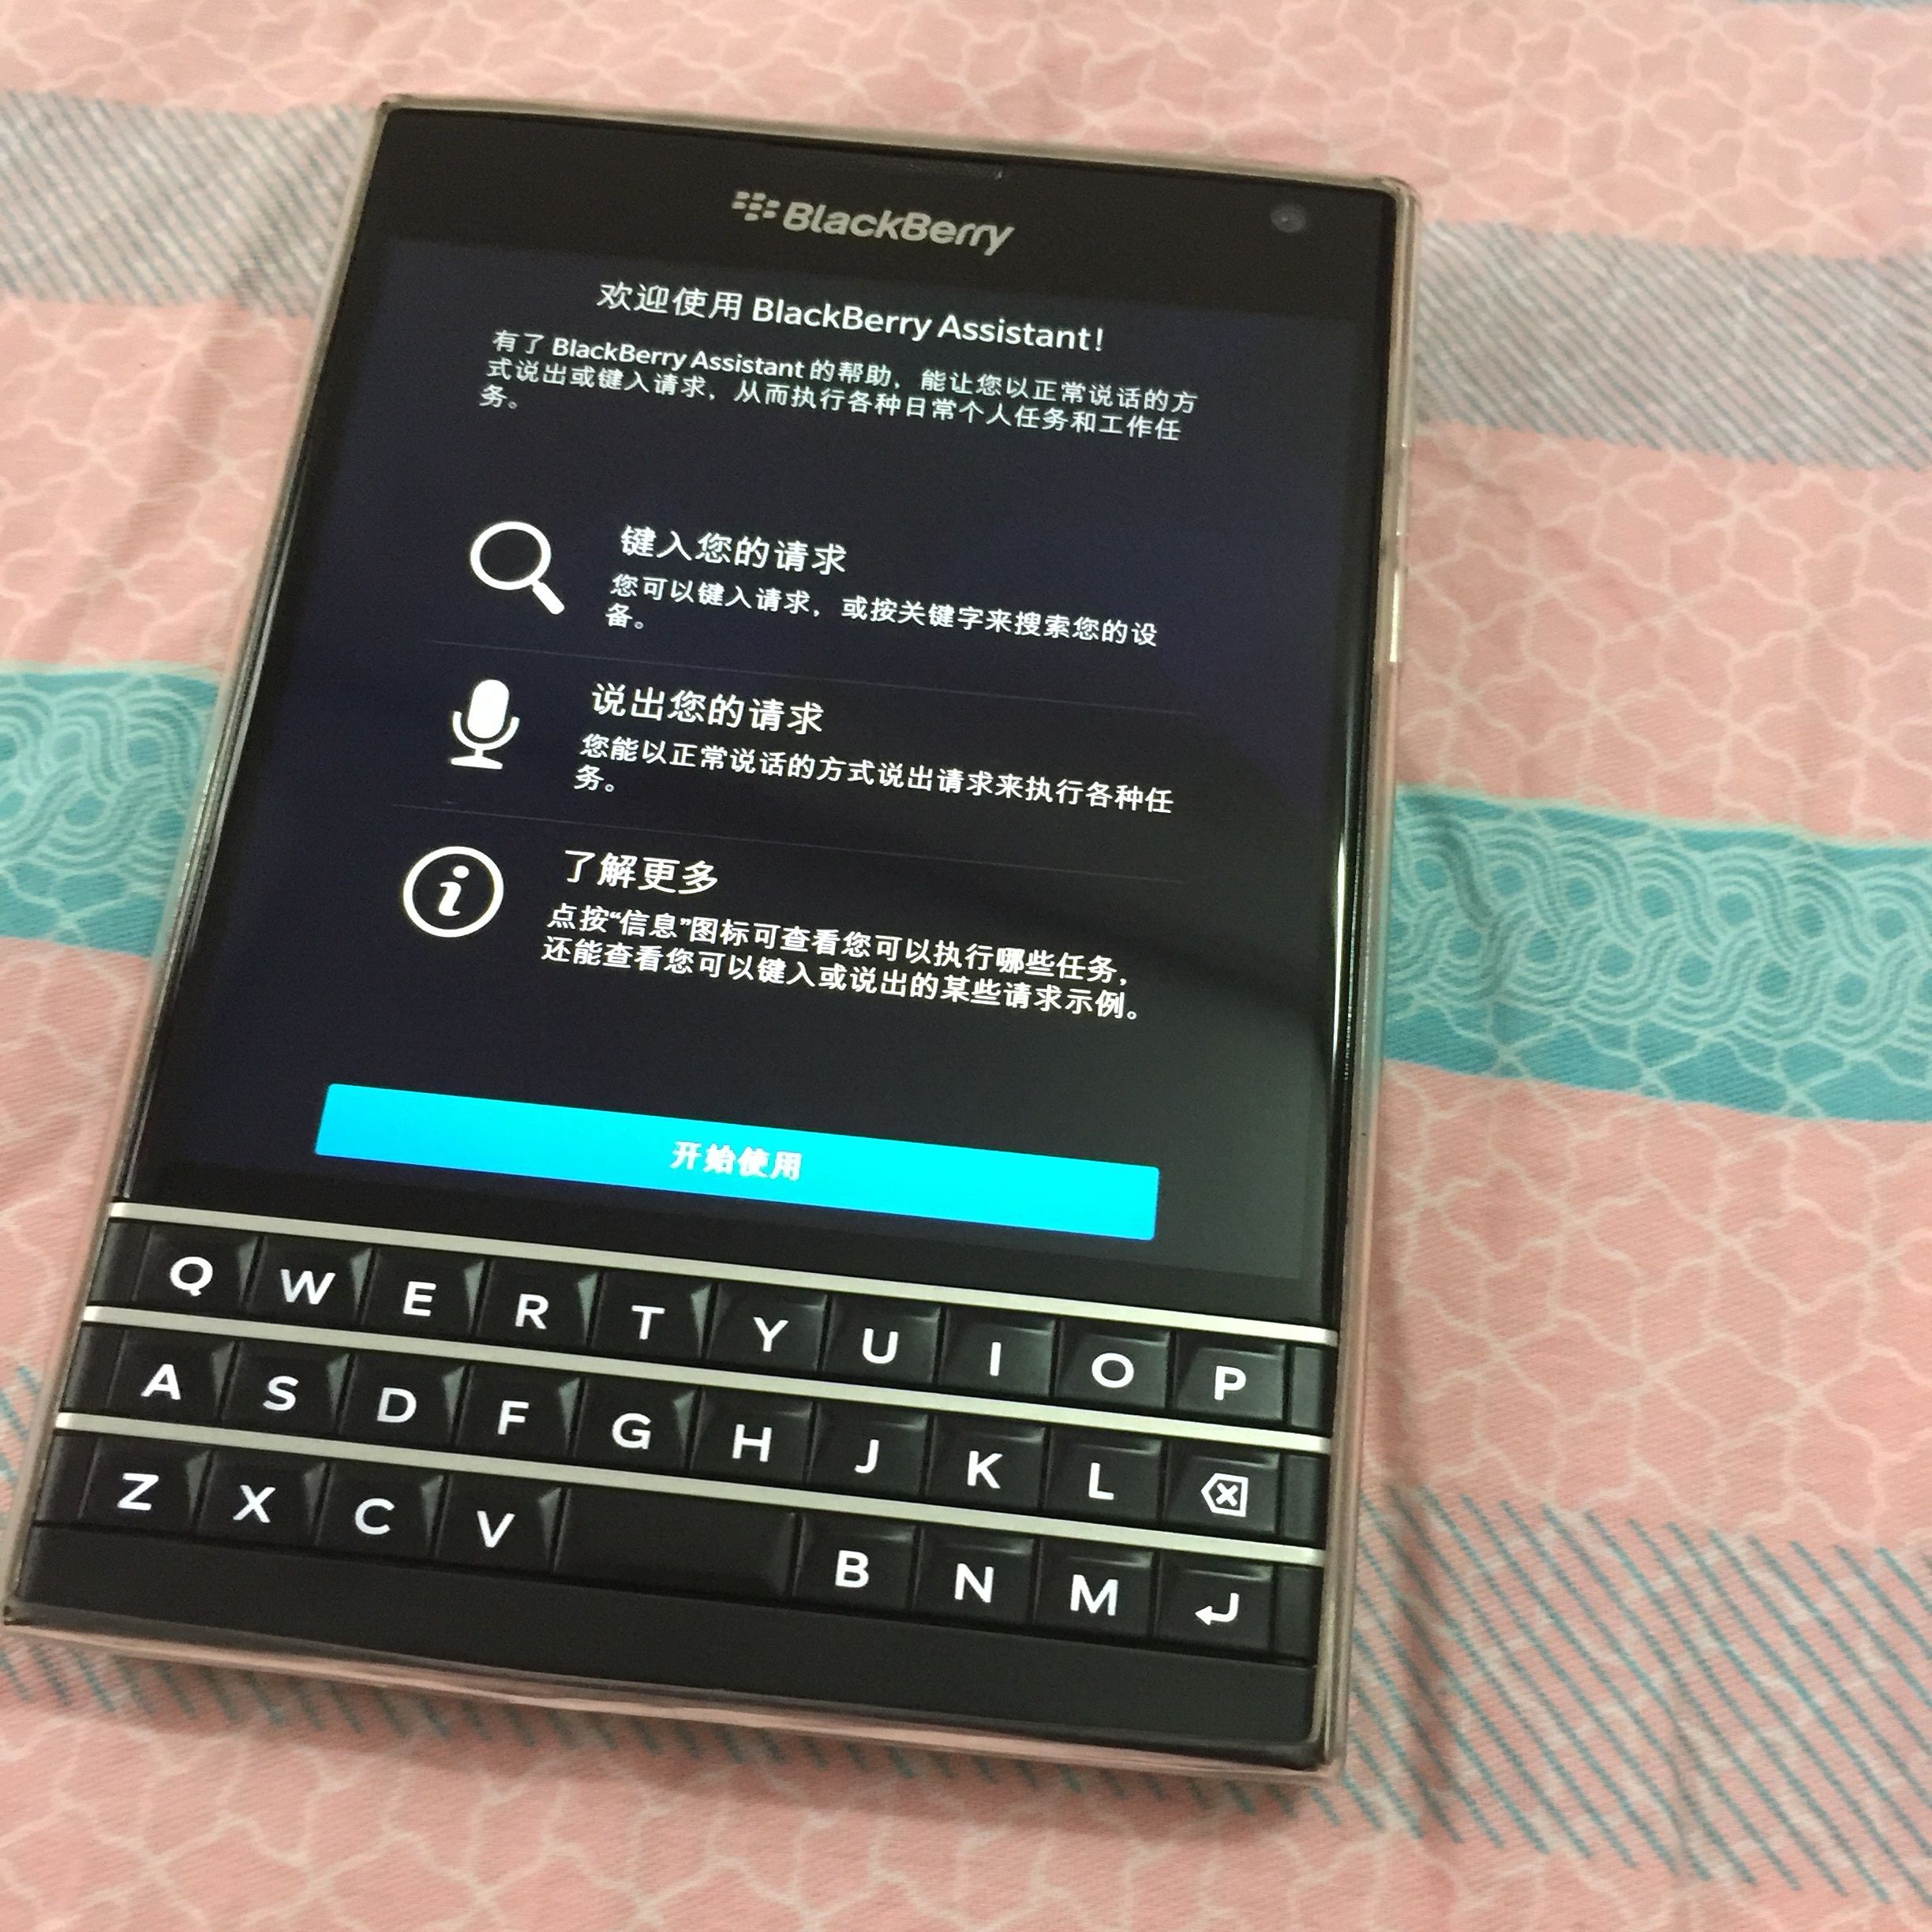 BlackBerry
欢迎使用 BlackBerry Assistant!
有了 BlackBerry Assistant 的帮助，能让您以正常说话的方
式说出或键入请求，从而执行各种日常个人任务和工作任
务。
键入您的请求
您可以键入请求，或按关键字来搜索您的设
备。
说出您的请求
您能以正常说话的方式说出请求来执行各种任
务。
了解更多
点按“信息”图标可查看您可以执行哪些任务，
还能查看您可以键入或说出的某些请求示例。
开始使用
Q W E R T Y U I O P
A S D F G H J K L
Z X C V B N M